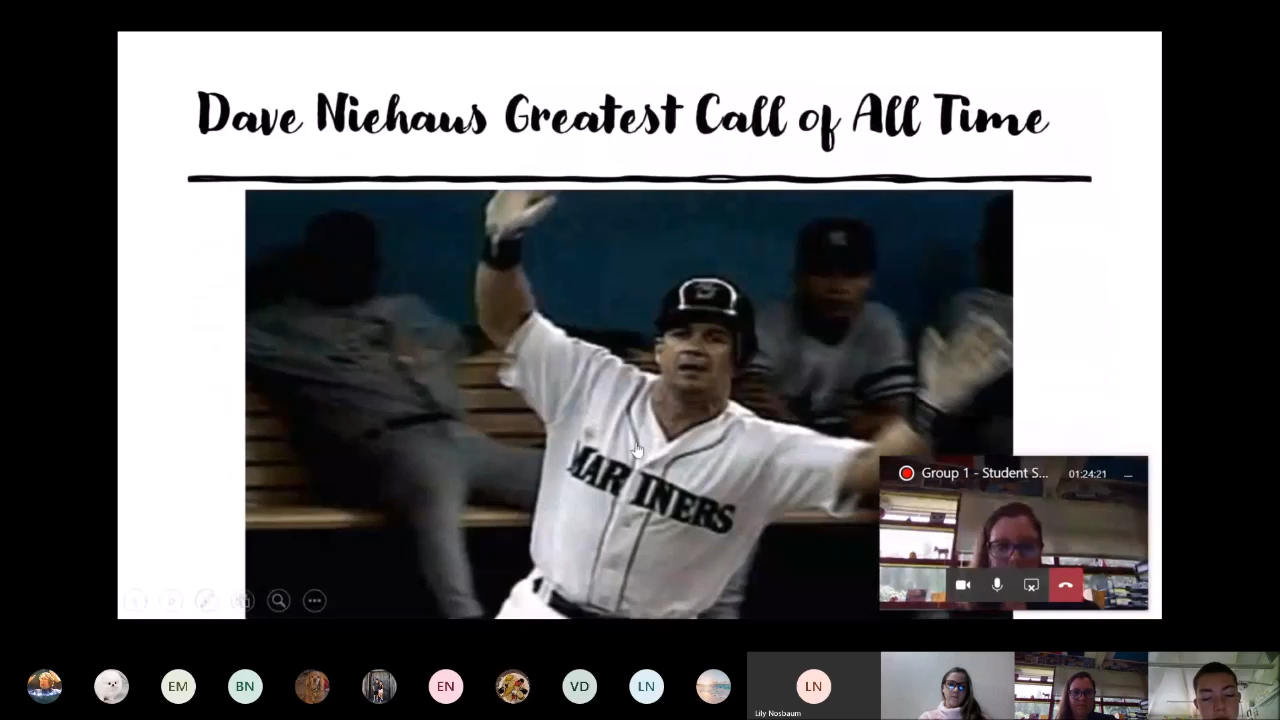 Dave Niehaus Greatest Call of All Time
MARINERS
Group 1 - Student S... 01:24:21
EM BN EN VD LN LN
Lily Nosbaum